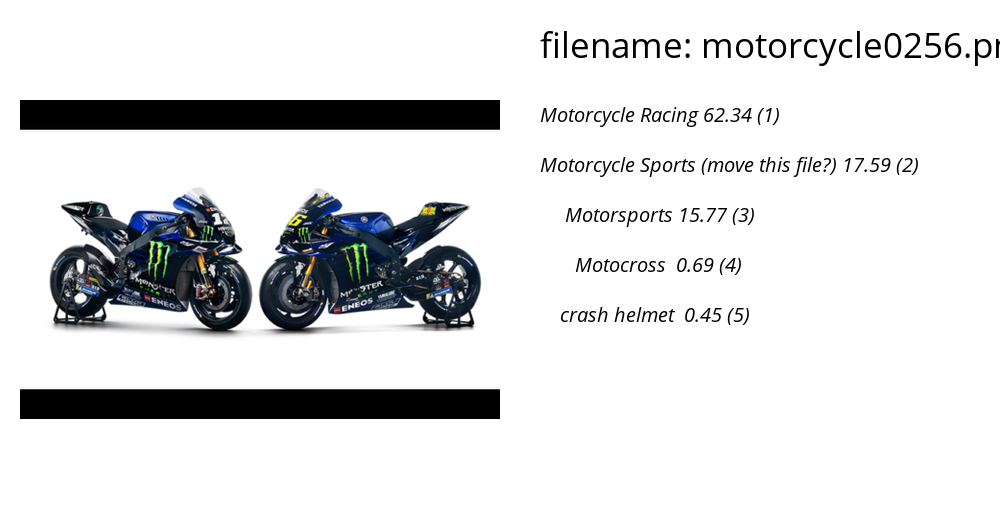 filename: motorcycle0256.pr
Motorcycle Racing 62.34 (1)
Motorcycle Sports (move this file?) 17.59 (2)
Motorsports 15.77 (3)
Motocross 0.69 (4)
crash helmet 0.45 (5)
MONSTER
ENEOS
46
MONSTER
ENEOS